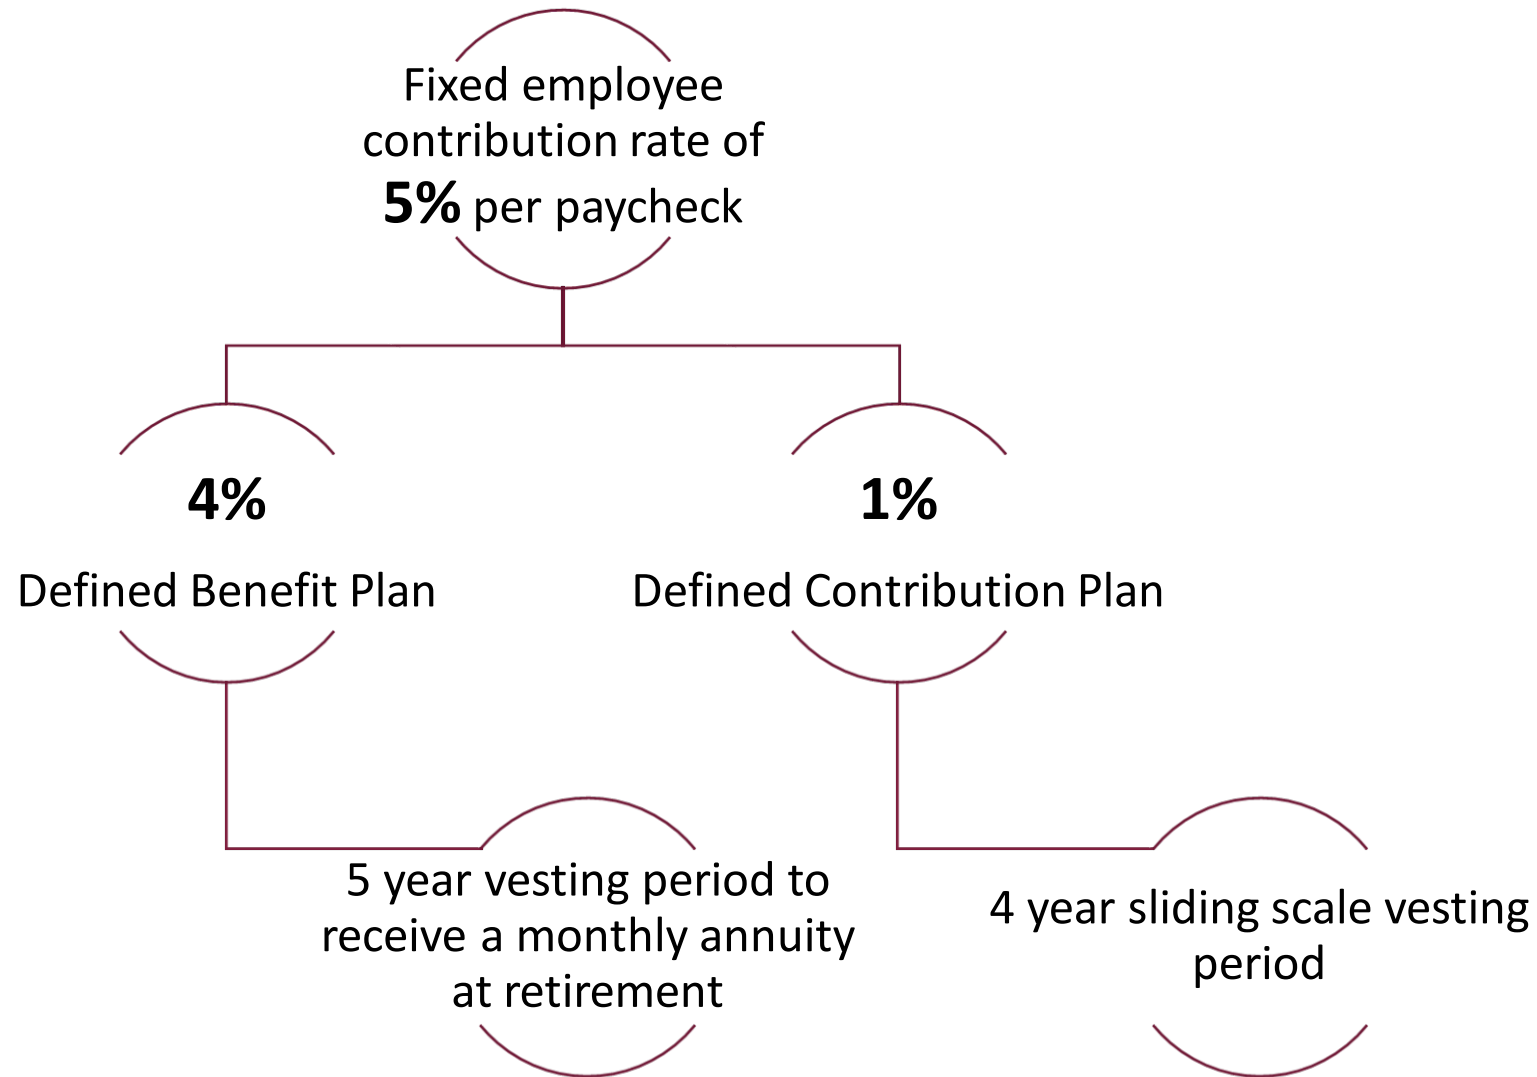 Fixed employee
contribution rate of
5% per paycheck
4%
Defined Benefit Plan
1%
Defined Contribution Plan
5 year vesting period to
receive a monthly annuity
at retirement
4 year sliding scale vesting
period